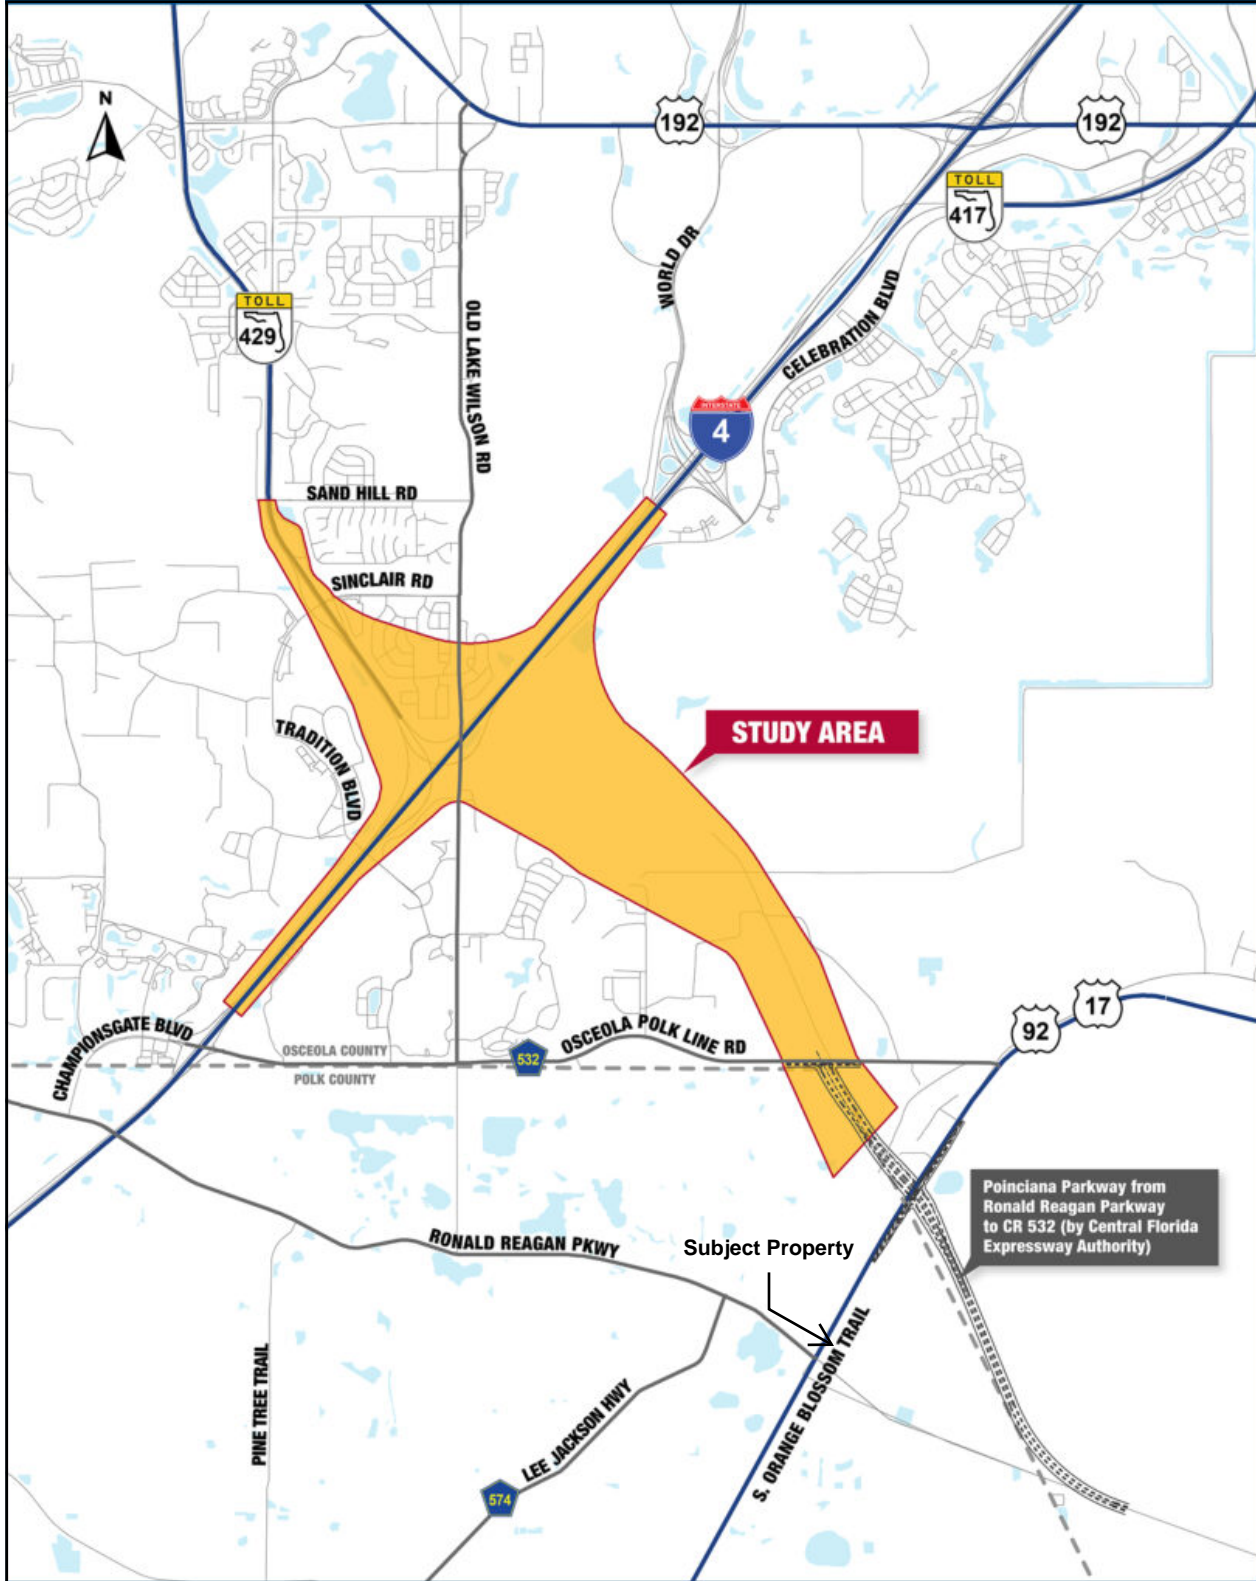 N
192
192
TOLL
417
WORLD DR
CELEBRATION BLVD
TOLL
429
OLD LAKE WILSON RD
INTERSTATE
4
SAND HILL RD
SINCLAIR RD
STUDY AREA
TRADITION BLVD
17
92
CHAMPIONSGATE BLVD
OSCEOLA COUNTY
POLK COUNTY
532
OSCEOLA POLK LINE RD
Poinciana Parkway from
Ronald Reagan Parkway
to CR 532 (by Central Florida
Expressway Authority)
RONALD REAGAN PKWY
Subject Property
S. ORANGE BLOSSOM TRAIL
PINE TREE TRAIL
LEE JACKSON HWY
574